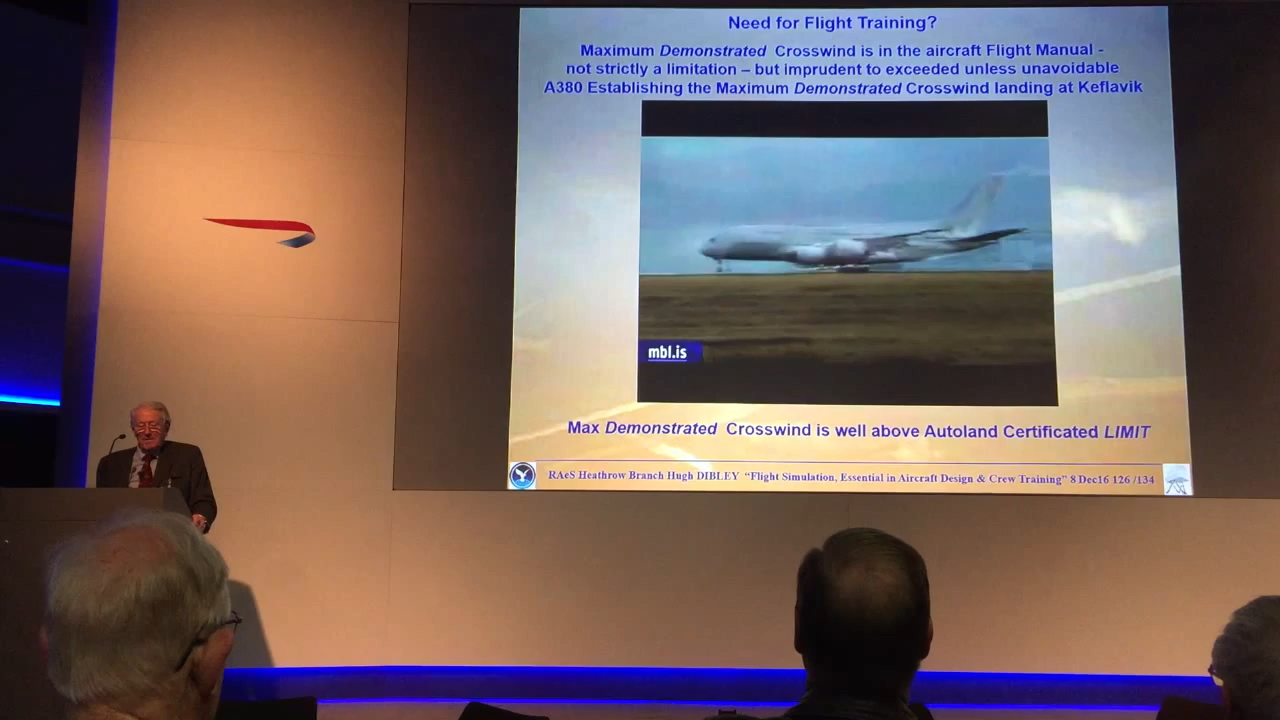 Need for Flight Training?
Maximum Demonstrated Crosswind is in the aircraft Flight Manual -
not strictly a limitation – but imprudent to exceeded unless unavoidable
A380 Establishing the Maximum Demonstrated Crosswind landing at Keflavik
mbl.is
Max Demonstrated Crosswind is well above Autoland Certificated LIMIT
RAeS Heathrow Branch Hugh DIBLEY "Flight Simulation, Essential in Aircraft Design & Crew Training" 8 Dec16 126 /134